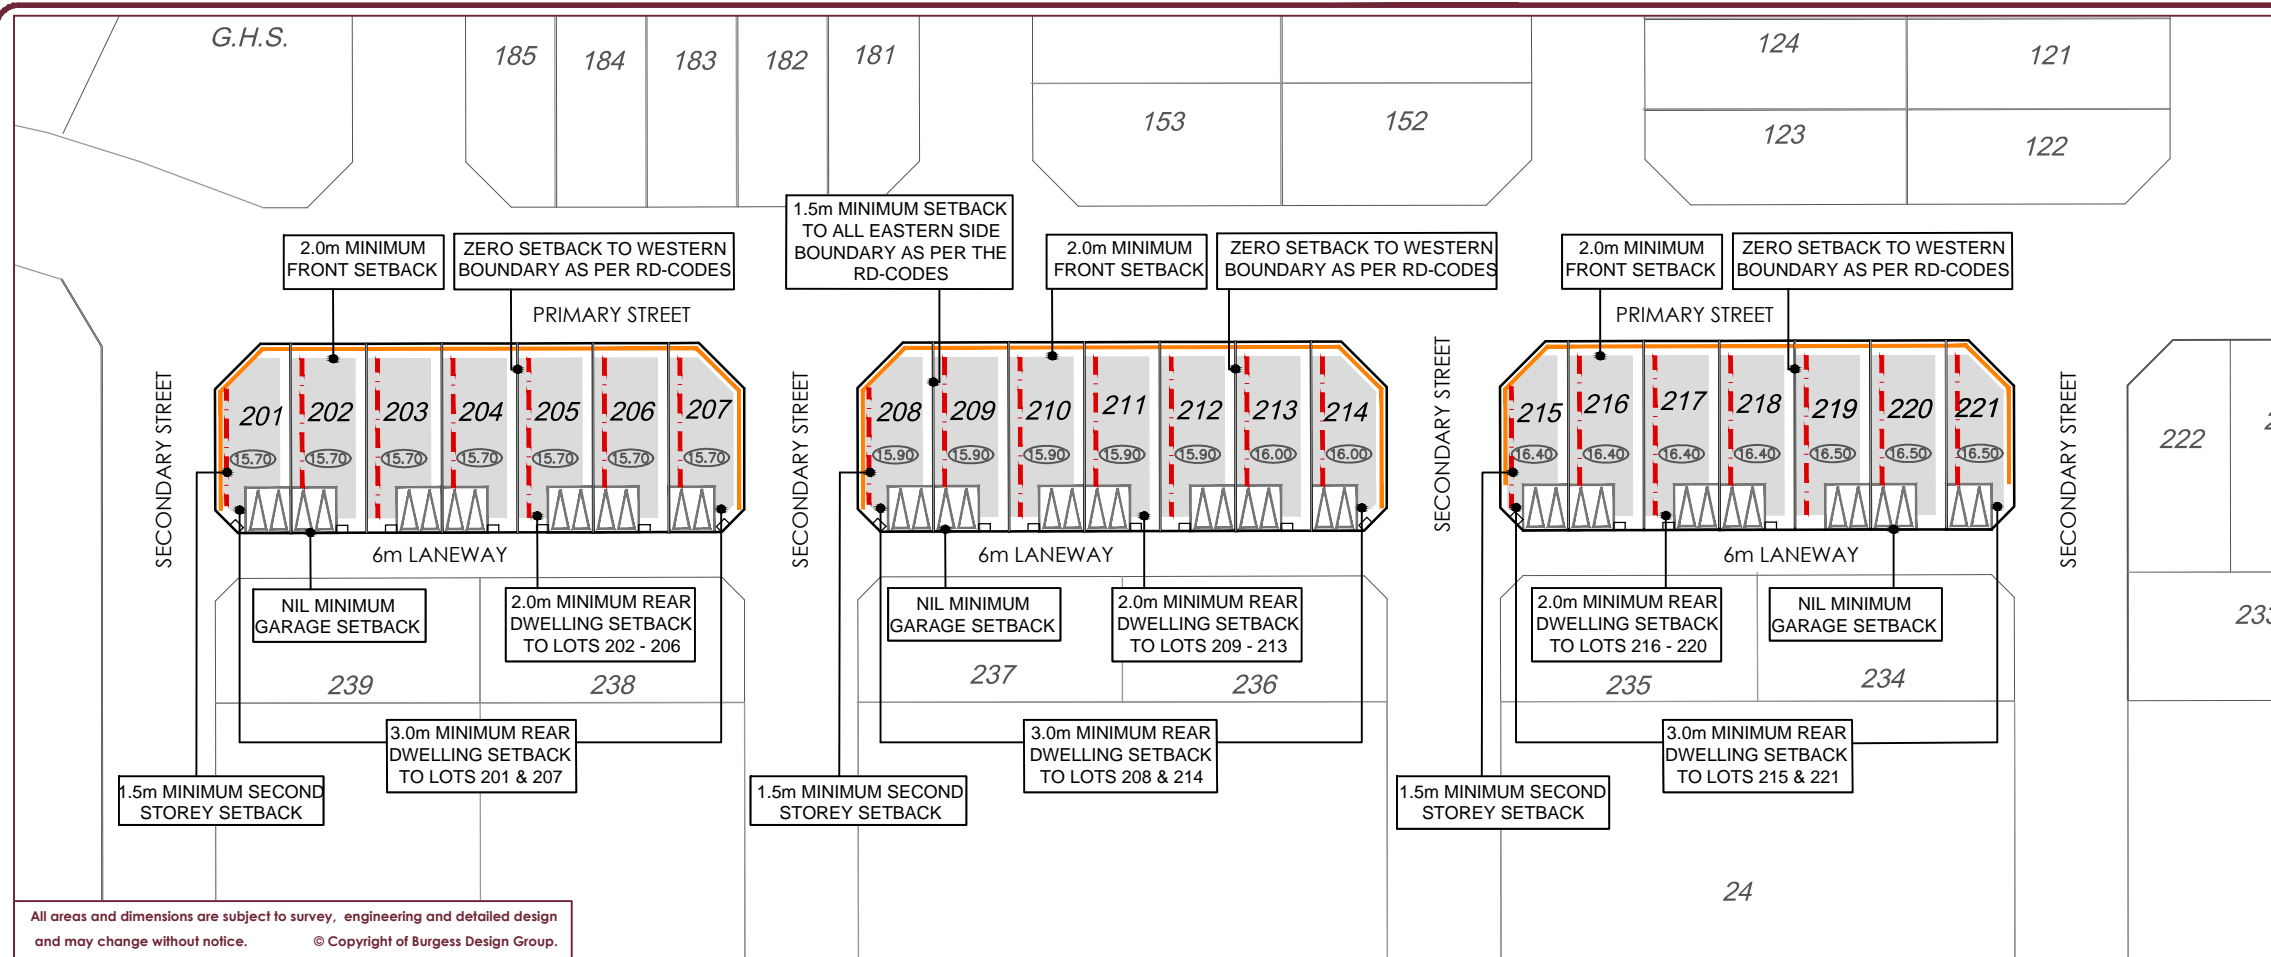 G.H.S.
185
184
183
182
181
153
152
124
121
123
122
1.5m MINIMUM SETBACK
TO ALL EASTERN SIDE
BOUNDARY AS PER THE
RD-CODES
2.0m MINIMUM
FRONT SETBACK
ZERO SETBACK TO WESTERN
BOUNDARY AS PER RD-CODES
2.0m MINIMUM
FRONT SETBACK
ZERO SETBACK TO WESTERN
BOUNDARY AS PER RD-CODES
2.0m MINIMUM
FRONT SETBACK
ZERO SETBACK TO WESTERN
BOUNDARY AS PER RD-CODES
PRIMARY STREET
PRIMARY STREET
SECONDARY STREET
201
202
203
204
205
206
207
15.70
15.70
15.70
15.70
15.70
15.70
15.70
SECONDARY STREET
208
209
210
211
212
213
214
15.90
15.90
15.90
15.90
15.90
16.00
16.00
SECONDARY STREET
215
216
217
218
219
220
221
16.40
16.40
16.40
16.40
16.50
16.50
16.50
SECONDARY STREET
222
6m LANEWAY
6m LANEWAY
6m LANEWAY
NIL MINIMUM
GARAGE SETBACK
2.0m MINIMUM REAR
DWELLING SETBACK
TO LOTS 202 - 206
NIL MINIMUM
GARAGE SETBACK
2.0m MINIMUM REAR
DWELLING SETBACK
TO LOTS 209 - 213
2.0m MINIMUM REAR
DWELLING SETBACK
TO LOTS 216 - 220
NIL MINIMUM
GARAGE SETBACK
233
239
238
237
236
235
234
3.0m MINIMUM REAR
DWELLING SETBACK
TO LOTS 201 & 207
3.0m MINIMUM REAR
DWELLING SETBACK
TO LOTS 208 & 214
3.0m MINIMUM REAR
DWELLING SETBACK
TO LOTS 215 & 221
1.5m MINIMUM SECOND
STOREY SETBACK
1.5m MINIMUM SECOND
STOREY SETBACK
1.5m MINIMUM SECOND
STOREY SETBACK
24
All areas and dimensions are subject to survey, engineering and detailed design
and may change without notice. © Copyright of Burgess Design Group.